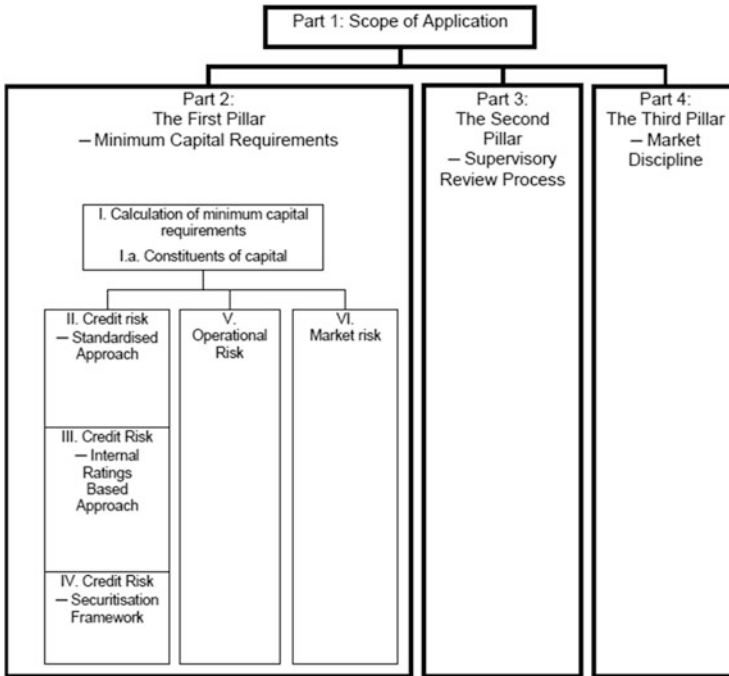 Part 1: Scope of Application
Part 2:
The First Pillar
— Minimum Capital Requirements
Part 3:
The Second
Pillar
— Supervisory
Review Process
Part 4:
The Third Pillar
— Market
Discipline
I. Calculation of minimum capital
requirements
I.a. Constituents of capital
II. Credit risk
— Standardised
Approach
III. Credit Risk
— Internal
Ratings
Based
Approach
IV. Credit Risk
— Securitisation
Framework
V.
Operational
Risk
VI.
Market risk